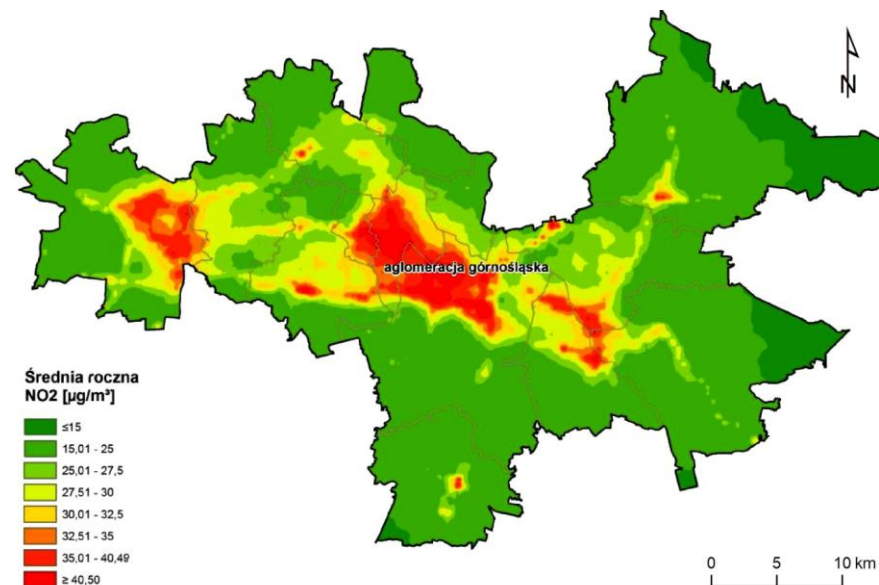 N
aglomeracja górnośląska
Średnia roczna
NO2 [µg/m³]
≤15
15,01 - 25
25,01 - 27,5
27,51 - 30
30,01 - 32,5
32,51 - 35
35,01 - 40,49
≥ 40,50
0 5 10 km